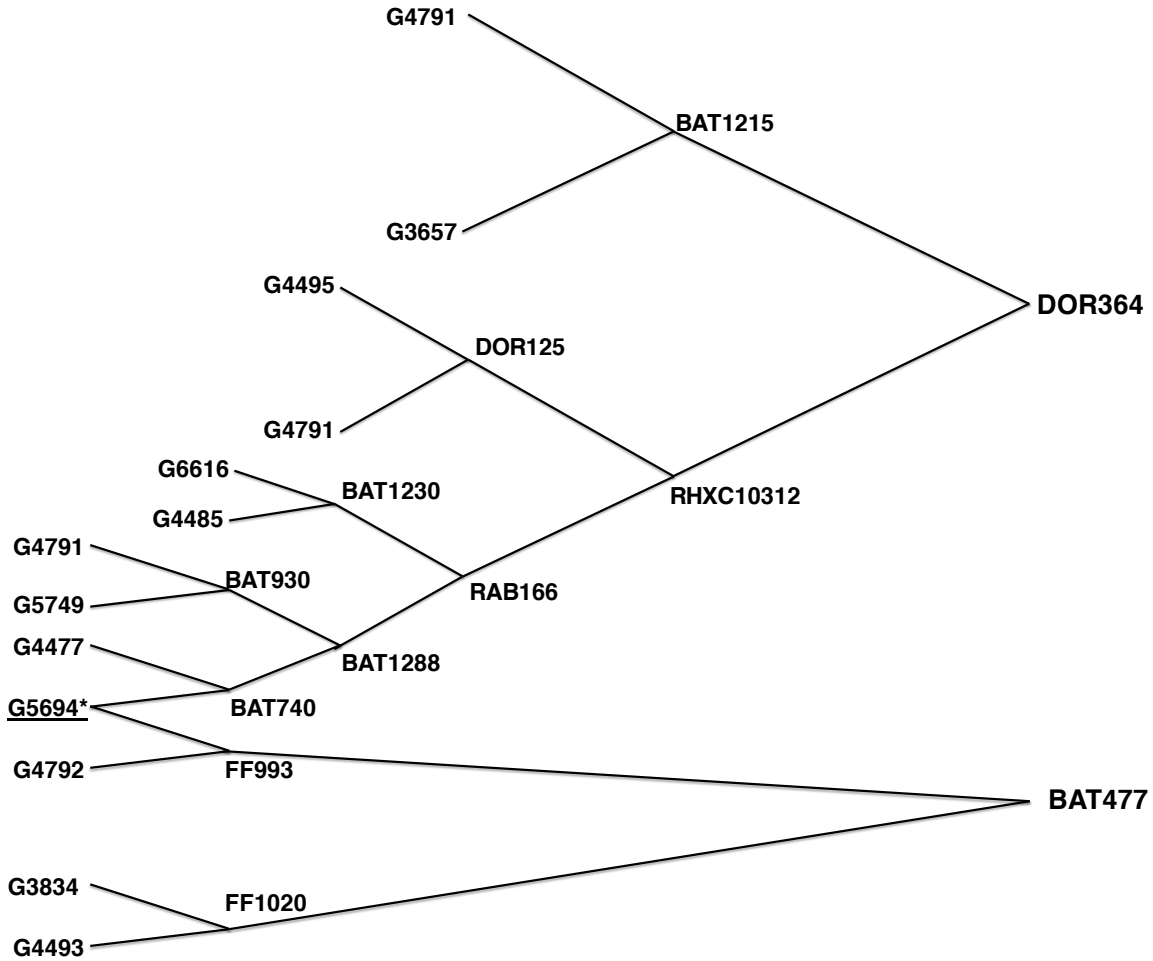 G4791
BAT1215
G3657
G4495
DOR364
DOR125
G4791
G6616
BAT1230
RHXC10312
G4485
G4791
BAT930
RAB166
G5749
G4477
BAT1288
G5694*
BAT740
G4792
FF993
BAT477
G3834
FF1020
G4493